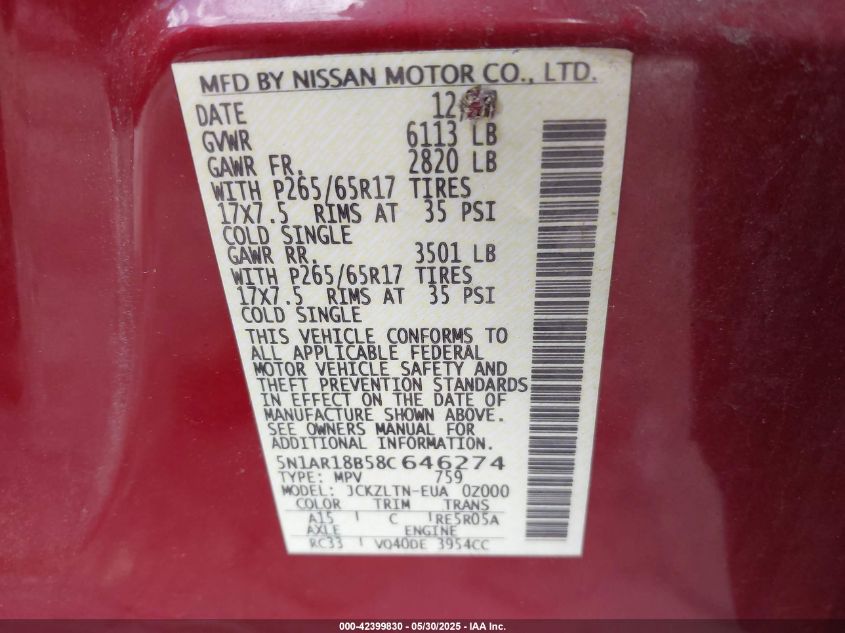 MFD BY NISSAN MOTOR CO., LTD.
DATE 12
GVWR 6113 LB
GAWR FR. 2820 LB
WITH P265/65R17 TIRES
17X7.5 RIMS AT 35 PSI
COLD SINGLE
GAWR RR. 3501 LB
WITH P265/65R17 TIRES
17X7.5 RIMS AT 35 PSI
COLD SINGLE
THIS VEHICLE CONFORMS TO
ALL APPLICABLE FEDERAL
MOTOR VEHICLE SAFETY AND
THEFT PREVENTION STANDARDS
IN EFFECT ON THE DATE OF
MANUFACTURE SHOWN ABOVE.
SEE OWNERS MANUAL FOR
ADDITIONAL INFORMATION.
5N1AR18B58C646274
TYPE: MPV 759
MODEL: JCKZLTN-EUA 0Z000
COLOR TRIM TRANS
A15 C RE5R05A
AXLE ENGINE
RC33 VQ40DE 3954CC
000-42399830 - 05/30/2025 - IAA Inc.